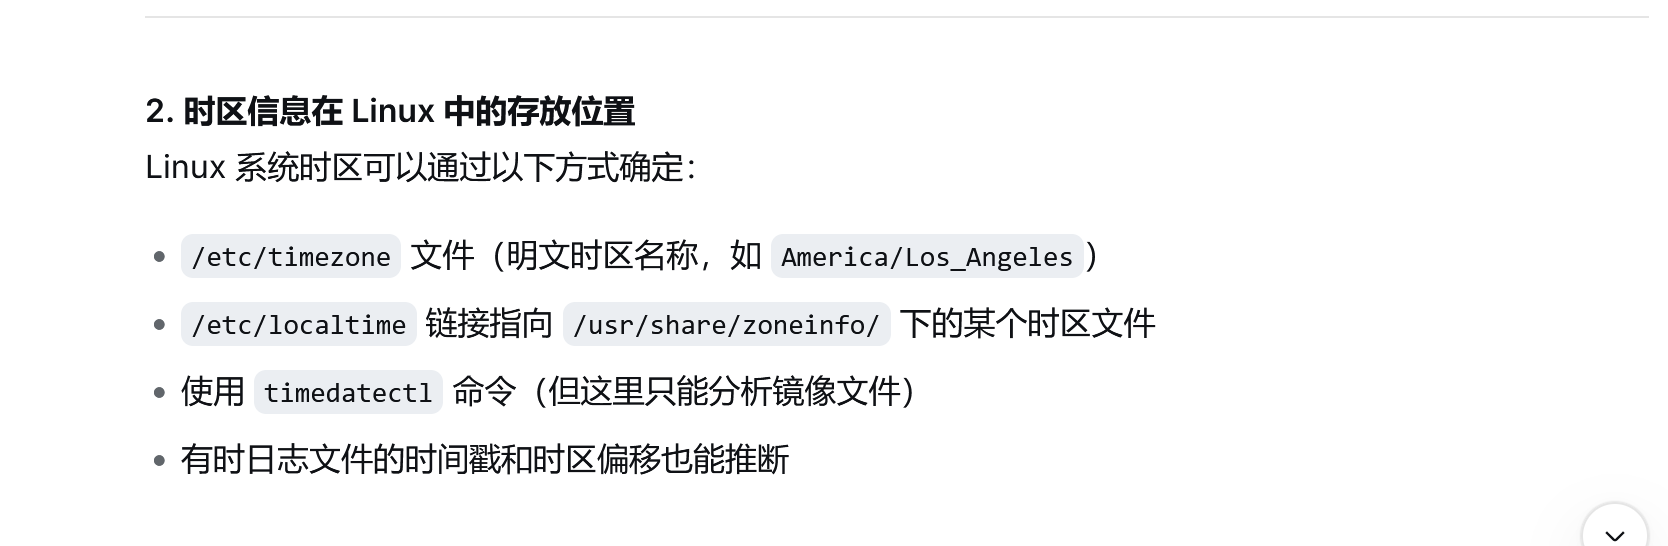 2. 时区信息在 Linux 中的存放位置
Linux 系统时区可以通过以下方式确定：
• /etc/timezone 文件（明文时区名称，如 America/Los_Angeles）
• /etc/localtime 链接指向 /usr/share/zoneinfo/ 下的某个时区文件
• 使用 timedatectl 命令（但这里只能分析镜像文件）
• 有时日志文件的时间戳和时区偏移也能推断